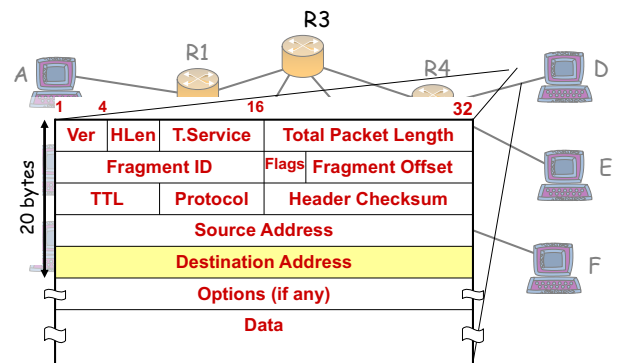 R3
R1
R4
A
D
1 4 16 32
Ver HLen T.Service Total Packet Length
Fragment ID Flags Fragment Offset
E
TTL Protocol Header Checksum
20 bytes
Source Address
Destination Address
F
Options (if any)
Data